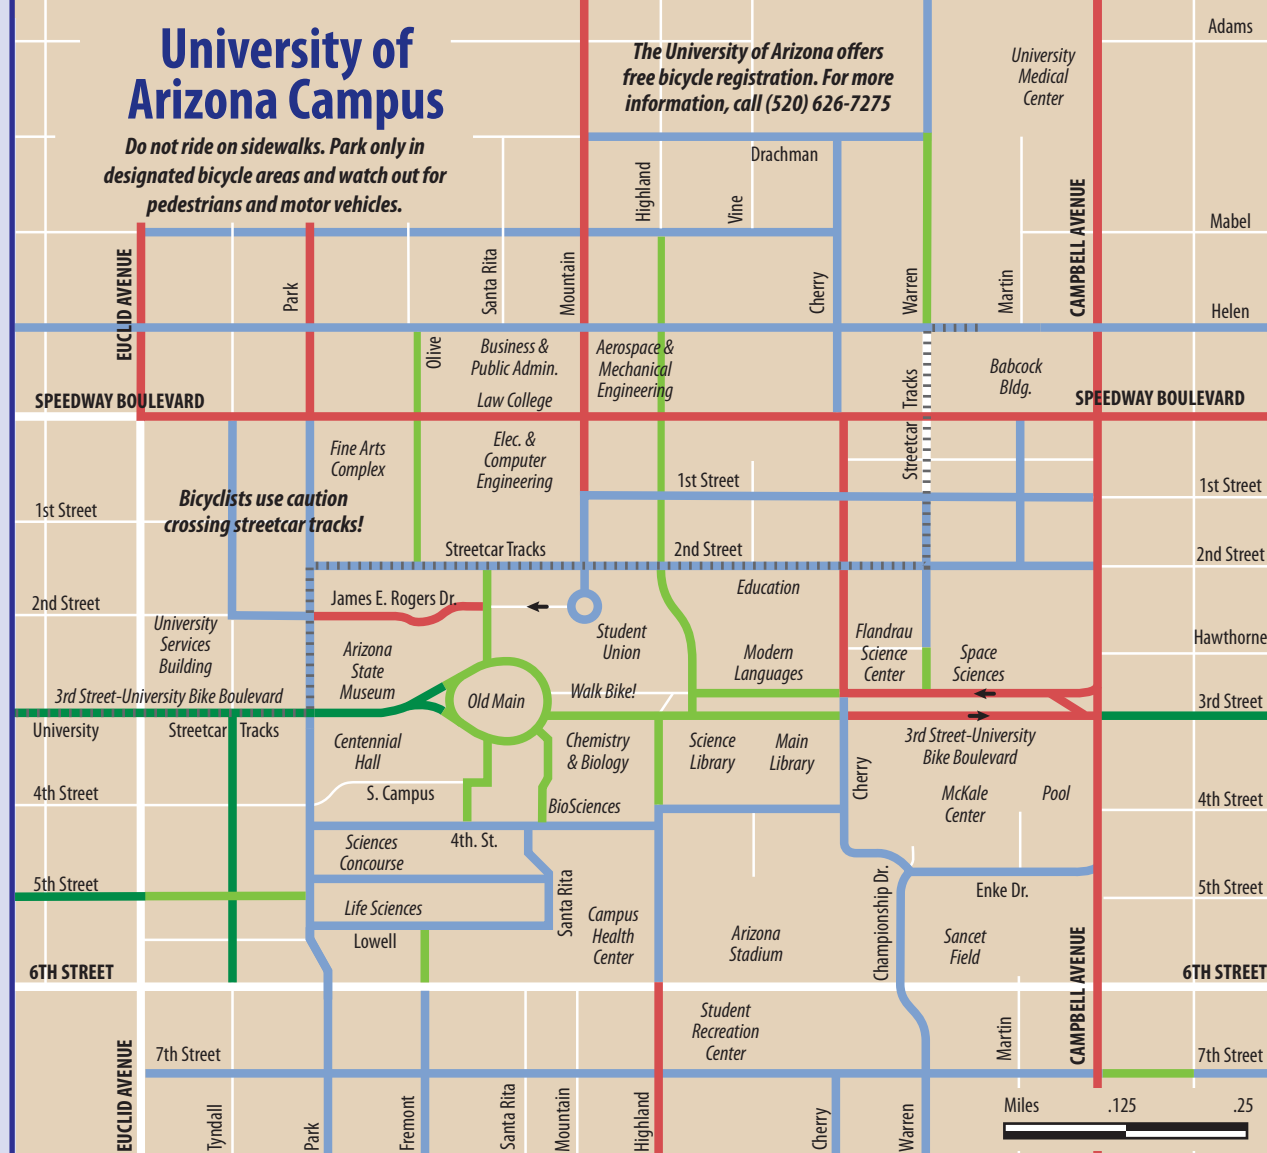 University of
Arizona Campus
Do not ride on sidewalks. Park only in
designated bicycle areas and watch out for
pedestrians and motor vehicles.
The University of Arizona offers
free bicycle registration. For more
information, call (520) 626-7275
University
Medical
Center
Adams
Drachman
Highland
Vine
CAMPBELL AVENUE
Mabel
EUCLID AVENUE
Park
Santa Rita
Mountain
Cherry
Warren
Martin
Helen
Olive
Business &
Public Admin.
Law College
Aerospace &
Mechanical
Engineering
Babcock
Bldg.
SPEEDWAY BOULEVARD
SPEEDWAY BOULEVARD
Streetcar Tracks
Fine Arts
Complex
Elec. &
Computer
Engineering
1st Street
1st Street
1st Street
Bicyclists use caution
crossing streetcar tracks!
Streetcar Tracks
2nd Street
2nd Street
2nd Street
Education
James E. Rogers Dr.
University
Services
Building
Arizona
State
Museum
Student
Union
Modern
Languages
Flandrau
Science
Center
Space
Sciences
Hawthorne
3rd Street-University Bike Boulevard
Old Main
Walk Bike!
3rd Street
University
Streetcar Tracks
Centennial
Hall
Chemistry
& Biology
Science
Library
Main
Library
3rd Street-University
Bike Boulevard
Cherry
4th Street
S. Campus
BioSciences
McKale
Center
Pool
4th Street
Sciences
Concourse
4th. St.
5th Street
Life Sciences
Santa Rita
Enke Dr.
5th Street
Lowell
Campus
Health
Center
Arizona
Stadium
Championship Dr.
Sancet
Field
CAMPBELL AVENUE
6TH STREET
6TH STREET
Student
Recreation
Center
Martin
7th Street
7th Street
EUCLID AVENUE
Tyndall
Park
Fremont
Santa Rita
Mountain
Highland
Cherry
Warren
Miles
.125
.25